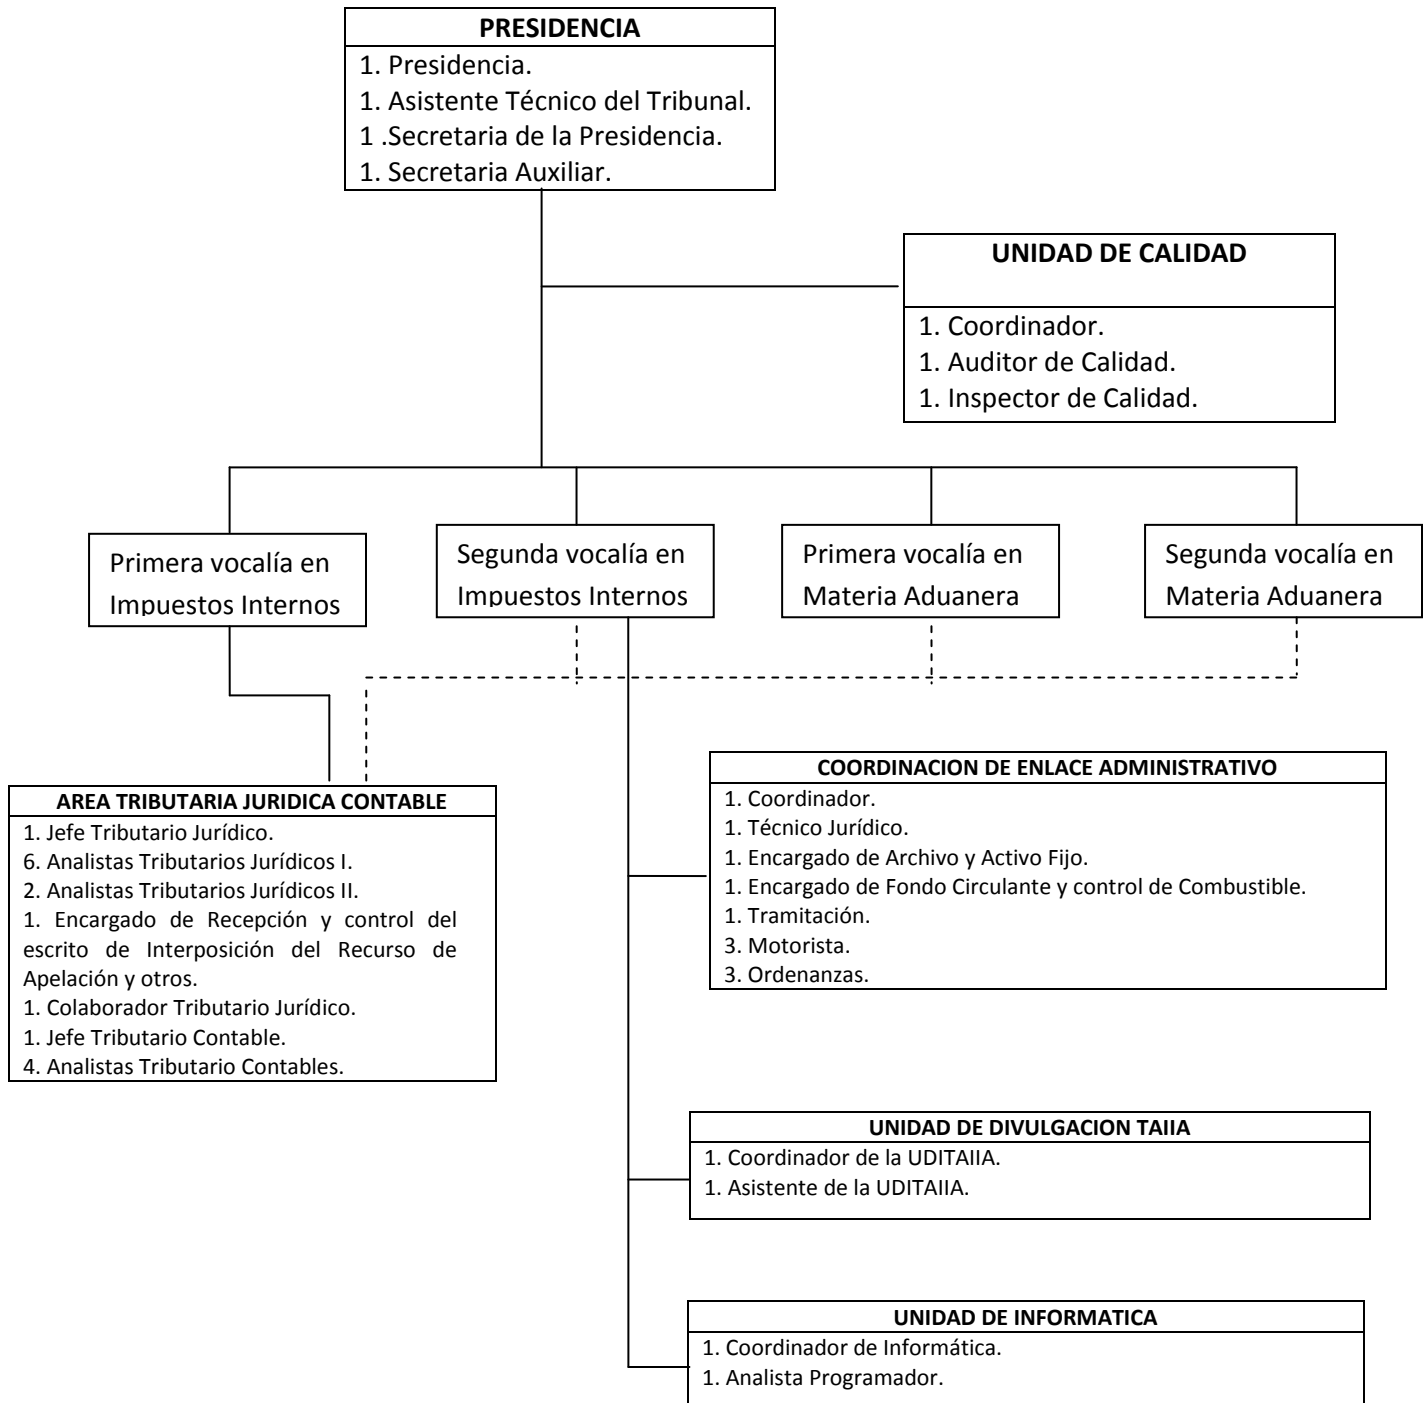 PRESIDENCIA
1. Presidencia.
1. Asistente Técnico del Tribunal.
1 .Secretaria de la Presidencia.
1. Secretaria Auxiliar.
UNIDAD DE CALIDAD
1. Coordinador.
1. Auditor de Calidad.
1. Inspector de Calidad.
Primera vocalía en
Impuestos Internos
Segunda vocalía en
Impuestos Internos
Primera vocalía en
Materia Aduanera
Segunda vocalía en
Materia Aduanera
AREA TRIBUTARIA JURIDICA CONTABLE
1. Jefe Tributario Jurídico.
6. Analistas Tributarios Jurídicos I.
2. Analistas Tributarios Jurídicos II.
1. Encargado de Recepción y control del
escrito de Interposición del Recurso de
Apelación y otros.
1. Colaborador Tributario Jurídico.
1. Jefe Tributario Contable.
4. Analistas Tributario Contables.
COORDINACION DE ENLACE ADMINISTRATIVO
1. Coordinador.
1. Técnico Jurídico.
1. Encargado de Archivo y Activo Fijo.
1. Encargado de Fondo Circulante y control de Combustible.
1. Tramitación.
3. Motorista.
3. Ordenanzas.
UNIDAD DE DIVULGACION TAIIA
1. Coordinador de la UDITAIIA.
1. Asistente de la UDITAIIA.
UNIDAD DE INFORMATICA
1. Coordinador de Informática.
1. Analista Programador.